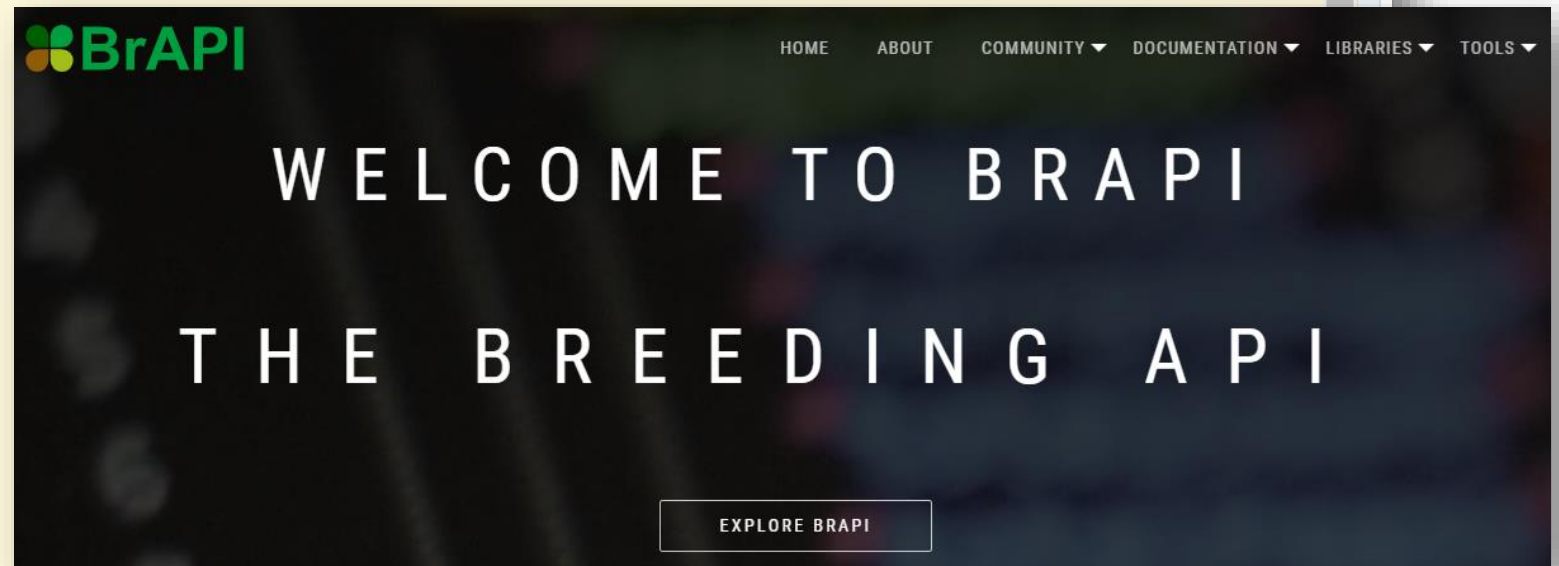 BrAPI
HOME ABOUT COMMUNITY DOCUMENTATION LIBRARIES TOOLS
WELCOME TO BRAPI
THE BREEDING API
EXPLORE BRAPI